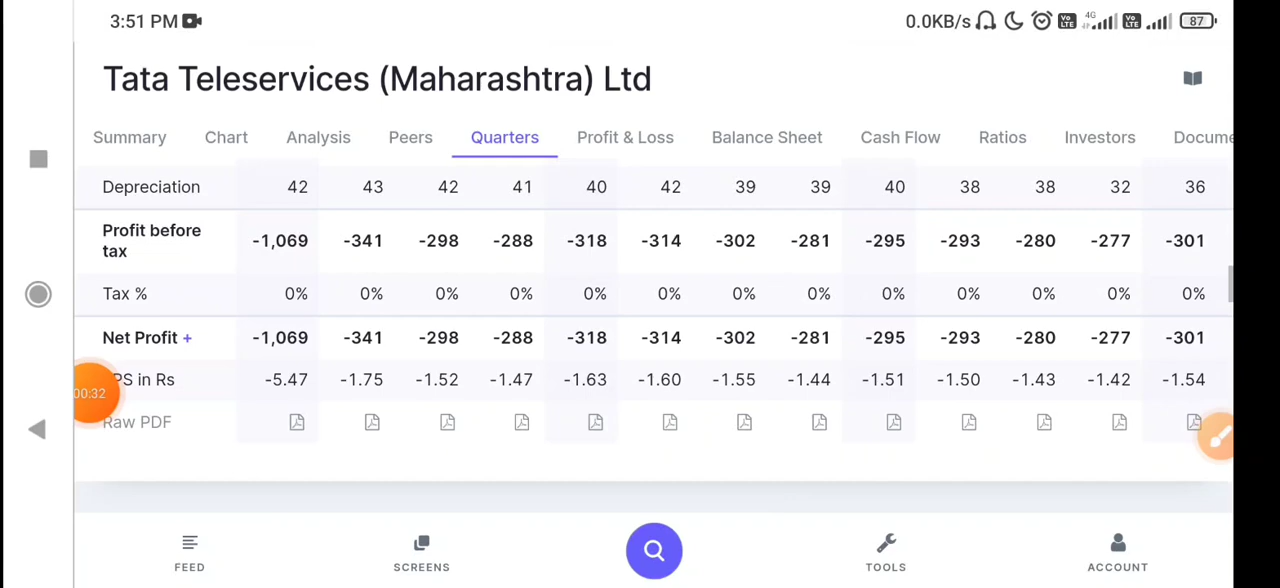 3:51 PM 0.0KB/s Vo LTE 4G Vo LTE 87
Tata Teleservices (Maharashtra) Ltd
Summary Chart Analysis Peers Quarters Profit & Loss Balance Sheet Cash Flow Ratios Investors Docume
Depreciation 42 43 42 41 40 42 39 39 40 38 38 32 36
Profit before
tax -1,069 -341 -298 -288 -318 -314 -302 -281 -295 -293 -280 -277 -301
Tax % 0% 0% 0% 0% 0% 0% 0% 0% 0% 0% 0% 0% 0%
Net Profit + -1,069 -341 -298 -288 -318 -314 -302 -281 -295 -293 -280 -277 -301
PS in Rs -5.47 -1.75 -1.52 -1.47 -1.63 -1.60 -1.55 -1.44 -1.51 -1.50 -1.43 -1.42 -1.54
00:32
Raw PDF
FEED SCREENS TOOLS ACCOUNT